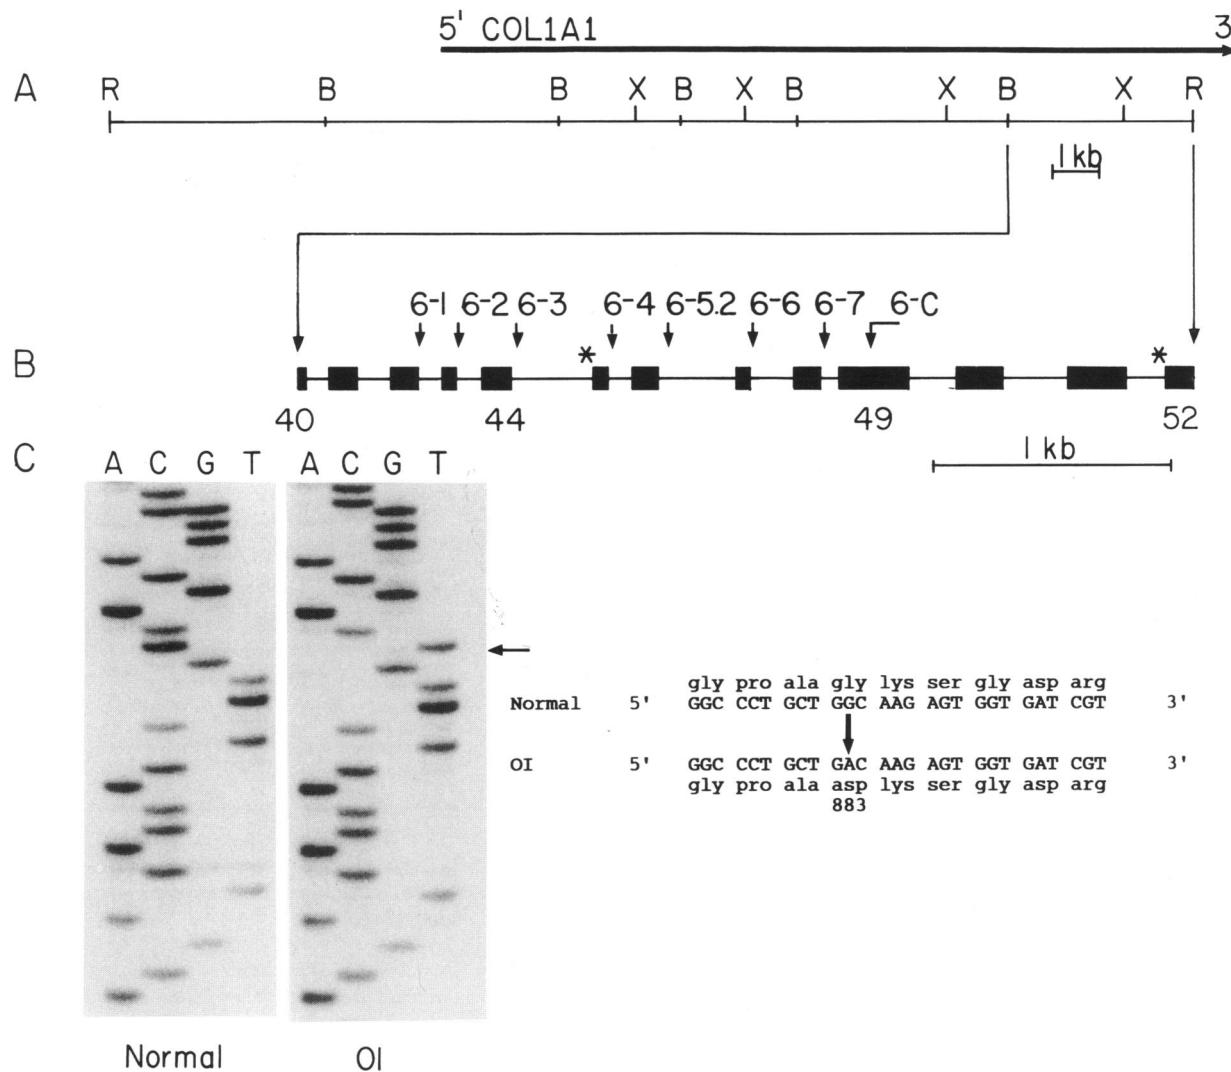 5' COL1A1 3
A R B B X B X B X B X R
1 kb
6-1 6-2 6-3 6-4 6-5.2 6-6 6-7 6-C
B * *
40 44 49 52
1 kb
C A C G T A C G T
gly pro ala gly lys ser gly asp arg
Normal 5' GGC CCT GCT GGC AAG AGT GGT GAT CGT 3'
OI 5' GGC CCT GCT GAC AAG AGT GGT GAT CGT 3'
gly pro ala asp lys ser gly asp arg
883
Normal OI